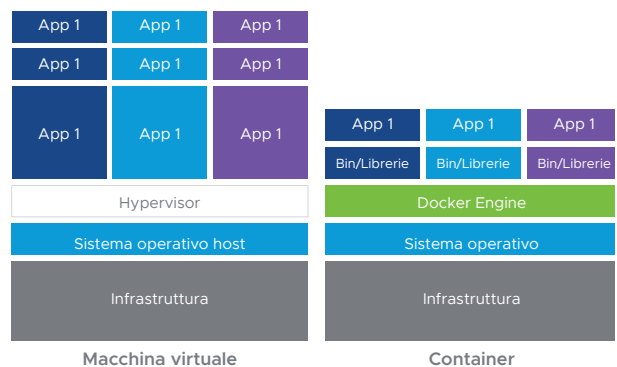 App 1 App 1 App 1
App 1 App 1 App 1
App 1 App 1 App 1
Hypervisor
Sistema operativo host
Infrastruttura
Macchina virtuale
App 1 App 1 App 1
Bin/Librerie Bin/Librerie Bin/Librerie
Docker Engine
Sistema operativo
Infrastruttura
Container